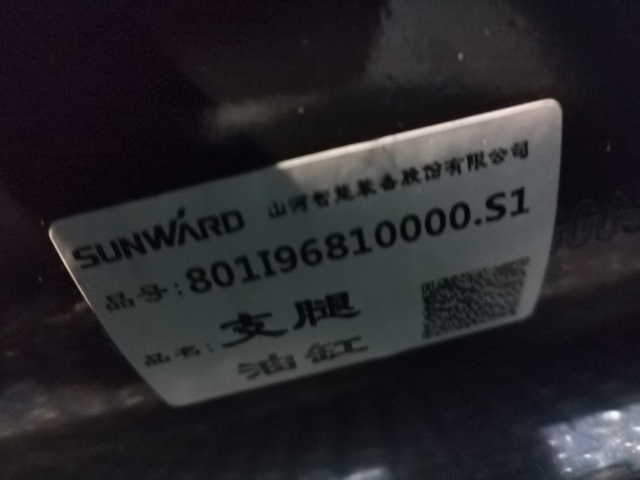 SUNWARD 山河智能装备股份有限公司
品号:801I96810000.S1
品名:支腿
油缸